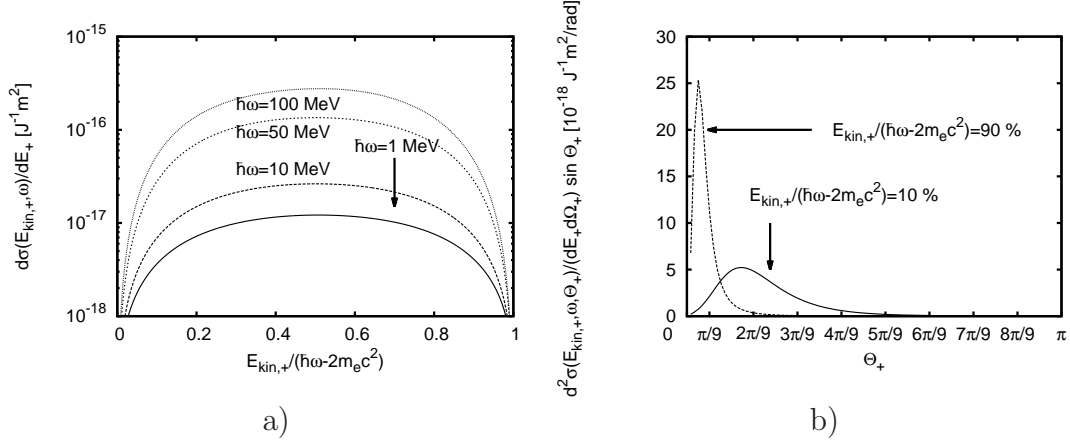 dσ(E_kin,+,ω)/dE_+ [J^-1m^2]
10^-15
10^-16
10^-17
10^-18
ħω=100 MeV
ħω=50 MeV
ħω=1 MeV
ħω=10 MeV
0 0.2 0.4 0.6 0.8 1
E_kin,+/(ħω-2m_ec^2)
a)
d^2σ(E_kin,+,ω,Θ_+)/(dE_+dΩ_+) sin Θ_+ [10^-18 J^-1m^2/rad]
30
25
20
15
10
5
0
E_kin,+/(ħω-2m_ec^2)=90 %
E_kin,+/(ħω-2m_ec^2)=10 %
π/9 2π/9 3π/9 4π/9 5π/9 6π/9 7π/9 8π/9 π
Θ_+
b)